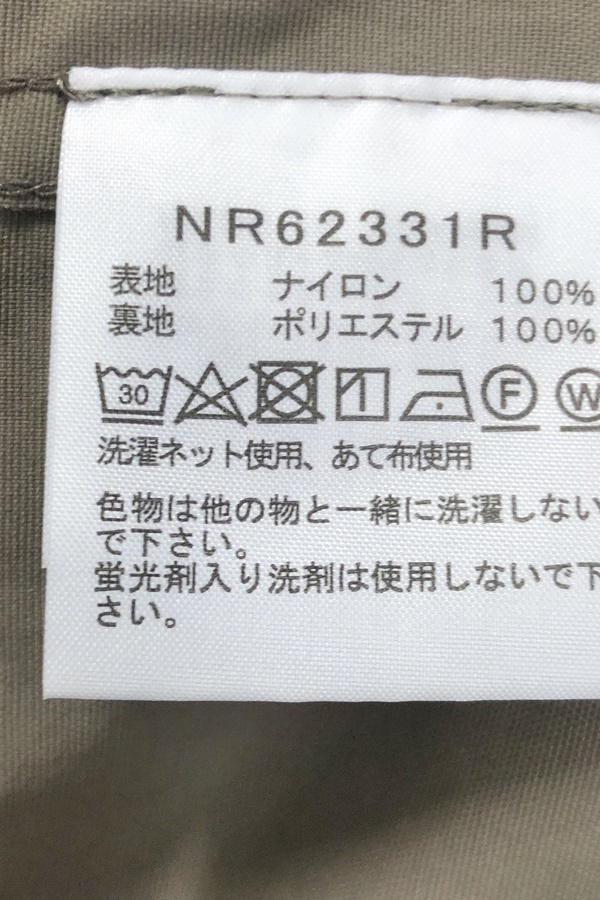 NR62331R
表地 ナイロン 100%
裏地 ポリエステル 100%
30 F W
洗濯ネット使用、あて布使用
色物は他の物と一緒に洗濯しない
で下さい。
蛍光剤入り洗剤は使用しないで下
さい。